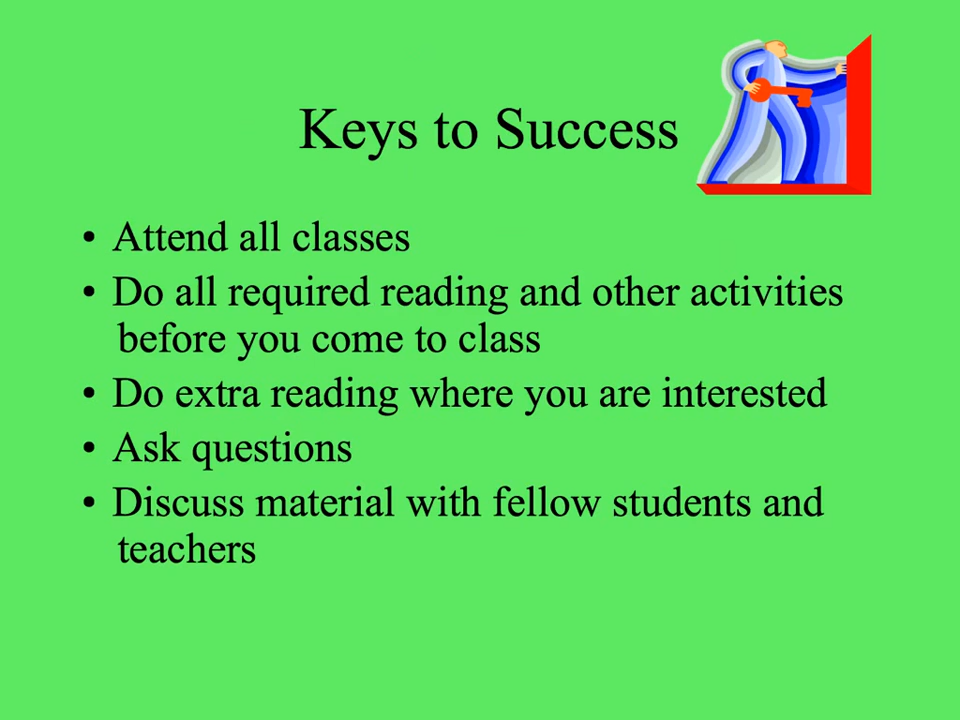 Keys to Success
• Attend all classes
• Do all required reading and other activities
before you come to class
• Do extra reading where you are interested
• Ask questions
• Discuss material with fellow students and
teachers